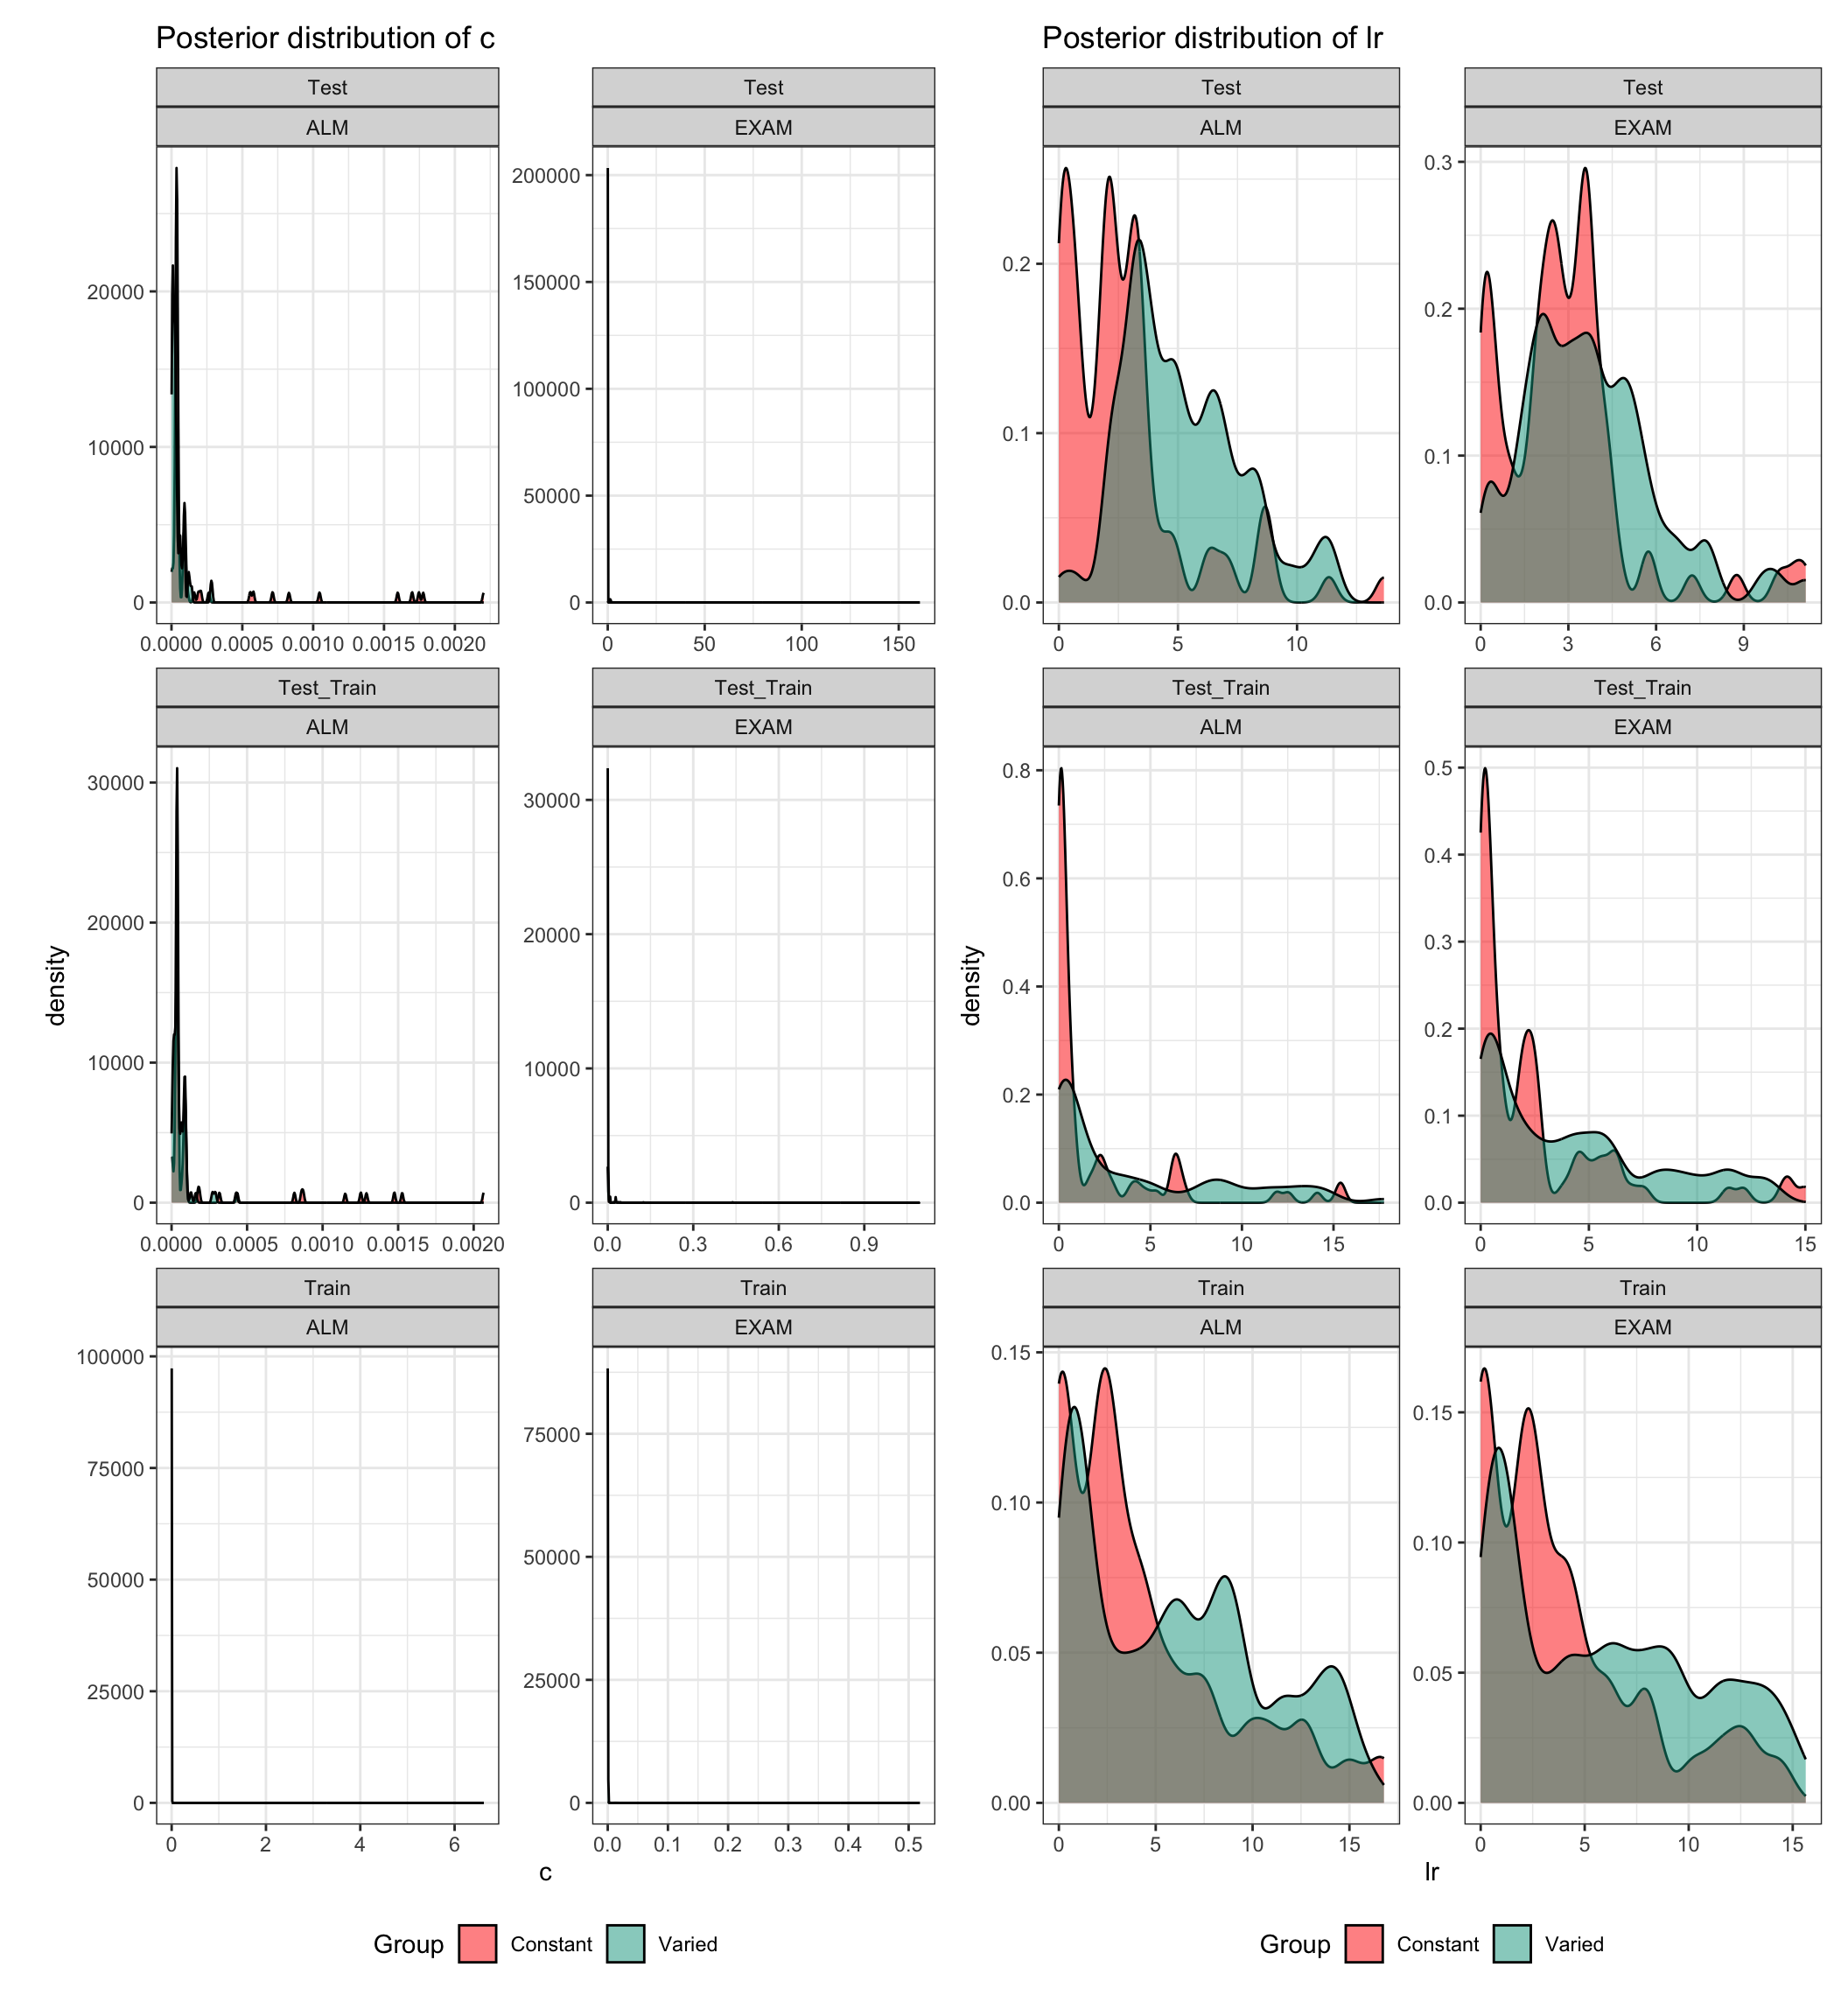 Posterior distribution of c
Posterior distribution of lr
Test
Test
Test
Test
ALM
EXAM
ALM
EXAM
20000
10000
0
200000
150000
100000
50000
0
0.2
0.1
0.0
0.3
0.2
0.1
0.0
0.0000 0.0005 0.0010 0.0015 0.0020
0 50 100 150
0 5 10
0 3 6 9
Test_Train
Test_Train
Test_Train
Test_Train
ALM
EXAM
ALM
EXAM
density
30000
20000
10000
0
30000
20000
10000
0
density
0.8
0.6
0.4
0.2
0.0
0.5
0.4
0.3
0.2
0.1
0.0
0.0000 0.0005 0.0010 0.0015 0.0020
0.0 0.3 0.6 0.9
0 5 10 15
0 5 10 15
Train
Train
Train
Train
ALM
EXAM
ALM
EXAM
100000
75000
50000
25000
0
75000
50000
25000
0
0.15
0.10
0.05
0.00
0.15
0.10
0.05
0.00
0 2 4 6
0.0 0.1 0.2 0.3 0.4 0.5
0 5 10 15
0 5 10 15
c
lr
Group Constant Varied
Group Constant Varied